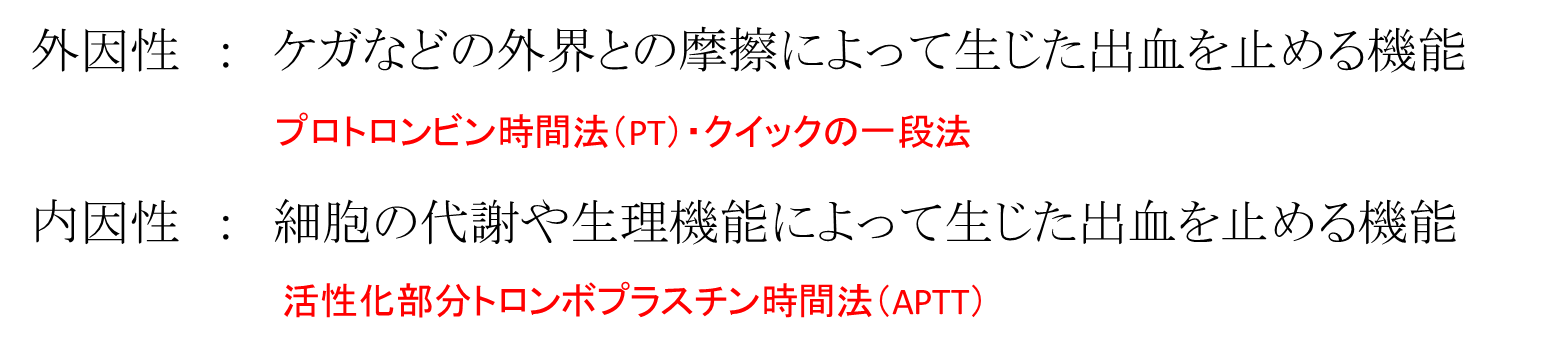 外因性　：　ケガなどの外界との摩擦によって生じた出血を止める機能
プロトロンビン時間法（PT）・クイックの一段法
内因性　：　細胞の代謝や生理機能によって生じた出血を止める機能
活性化部分トロンボプラスチン時間法（APTT）